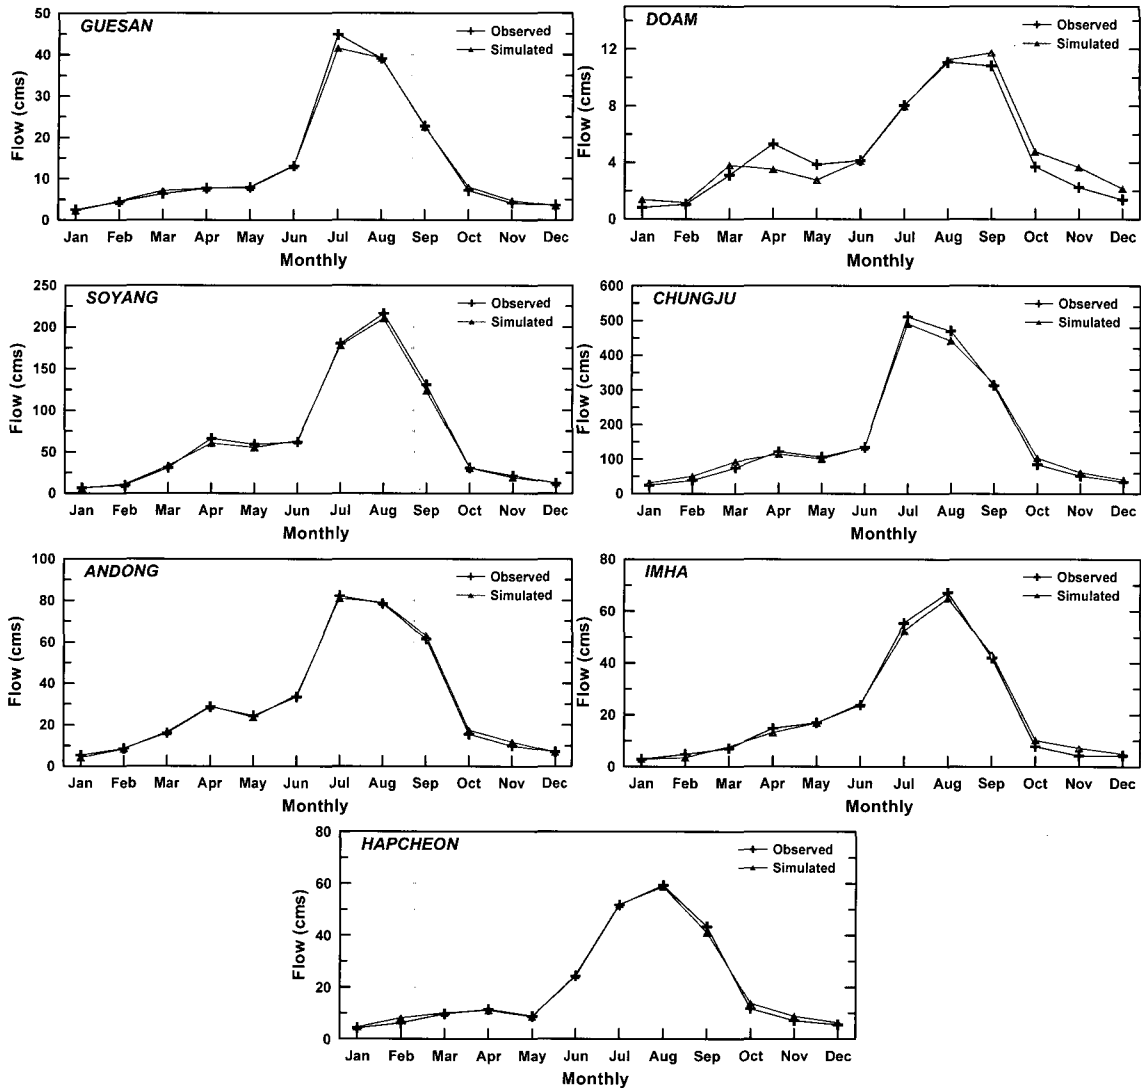 GUESAN
Observed
Simulated
Flow (cms)
50
40
30
20
10
0
Jan Feb Mar Apr May Jun Jul Aug Sep Oct Nov Dec
Monthly
DOAM
Observed
Simulated
Flow (cms)
12
8
4
0
Jan Feb Mar Apr May Jun Jul Aug Sep Oct Nov Dec
Monthly
SOYANG
Observed
Simulated
Flow (cms)
250
200
150
100
50
0
Jan Feb Mar Apr May Jun Jul Aug Sep Oct Nov Dec
Monthly
CHUNGJU
Observed
Simulated
Flow (cms)
600
500
400
300
200
100
0
Jan Feb Mar Apr May Jun Jul Aug Sep Oct Nov Dec
Monthly
ANDONG
Observed
Simulated
Flow (cms)
100
80
60
40
20
0
Jan Feb Mar Apr May Jun Jul Aug Sep Oct Nov Dec
Monthly
IMHA
Observed
Simulated
Flow (cms)
80
60
40
20
0
Jan Feb Mar Apr May Jun Jul Aug Sep Oct Nov Dec
Monthly
HAPCHEON
Observed
Simulated
Flow (cms)
80
60
40
20
0
Jan Feb Mar Apr May Jun Jul Aug Sep Oct Nov Dec
Monthly